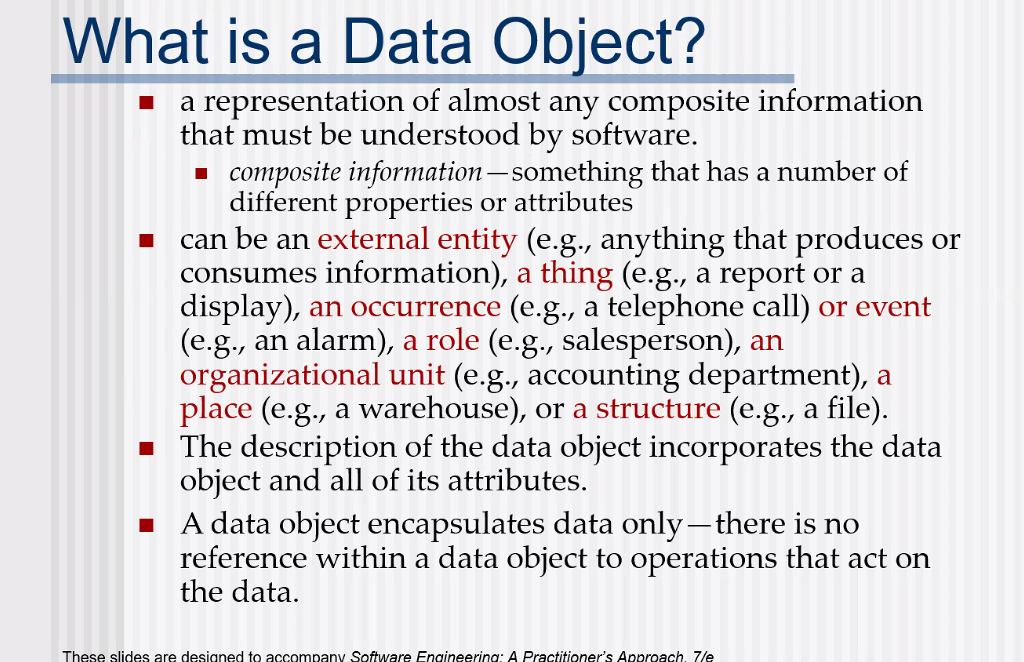 What is a Data Object?
a representation of almost any composite information
that must be understood by software.
composite information—something that has a number of
different properties or attributes
can be an external entity (e.g., anything that produces or
consumes information), a thing (e.g., a report or a
display), an occurrence (e.g., a telephone call) or event
(e.g., an alarm), a role (e.g., salesperson), an
organizational unit (e.g., accounting department), a
place (e.g., a warehouse), or a structure (e.g., a file).
The description of the data object incorporates the data
object and all of its attributes.
A data object encapsulates data only—there is no
reference within a data object to operations that act on
the data.
These slides are designed to accompany Software Engineering: A Practitioner's Approach, 7/e